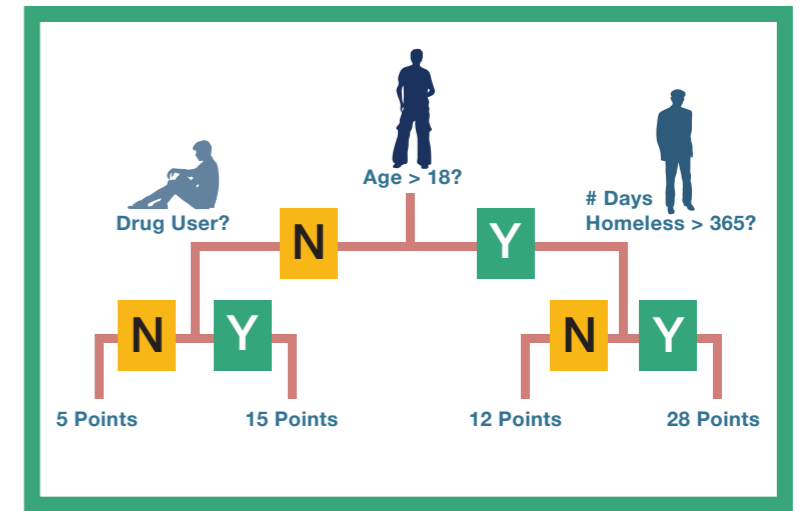 Age > 18?
Drug User?
# Days
Homeless > 365?
N
Y
N
Y
N
Y
5 Points
15 Points
12 Points
28 Points